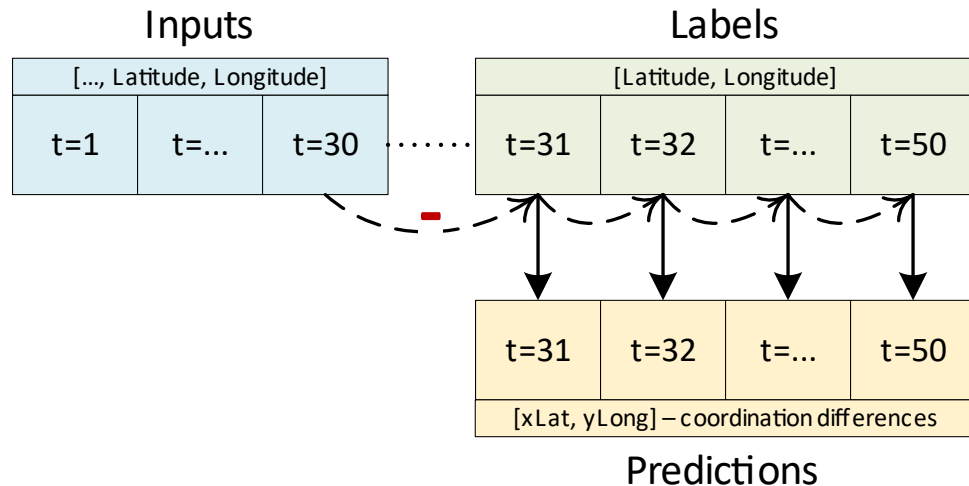 Inputs
Labels
[..., Latitude, Longitude]
[Latitude, Longitude]
t=1 t=... t=30
t=31 t=32 t=... t=50
-
t=31 t=32 t=... t=50
[xLat, yLong] – coordination differences
Predictions